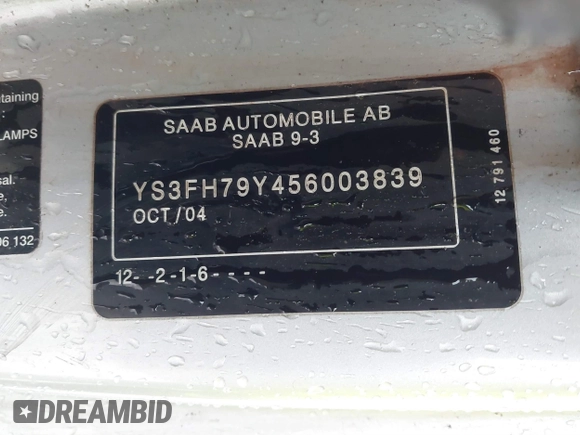 taining
:
LAMPS
sal.
e,
e,
96 132
SAAB AUTOMOBILE AB
SAAB 9-3
YS3FH79Y456003839
OCT/04
12- -2-1-6- - - -
12 791 460
DREAMBID